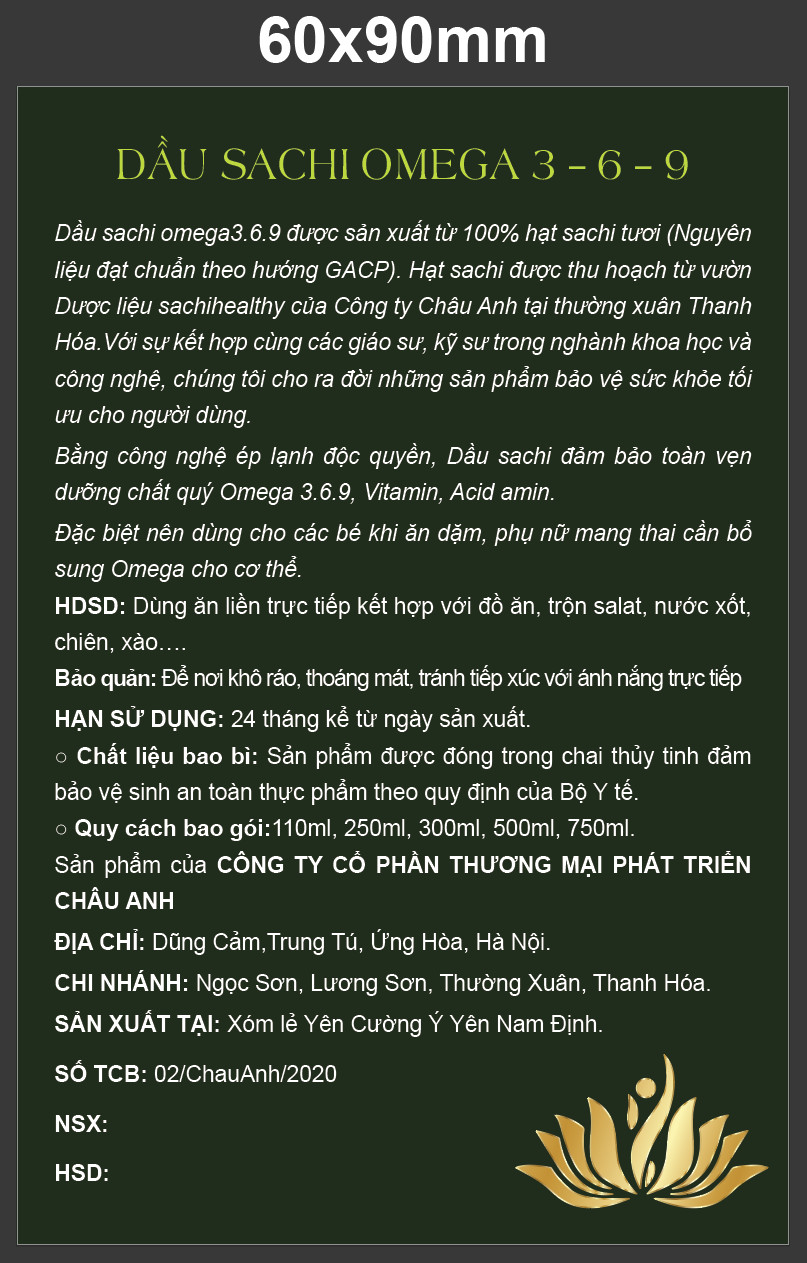 60x90mm
DẦU SACHI OMEGA 3 – 6 – 9
Dầu sachi omega3.6.9 được sản xuất từ 100% hạt sachi tươi (Nguyên
liệu đạt chuẩn theo hướng GACP). Hạt sachi được thu hoạch từ vườn
Dược liệu sachihealthy của Công ty Châu Anh tại thường xuân Thanh
Hóa.Với sự kết hợp cùng các giáo sư, kỹ sư trong nghành khoa học và
công nghệ, chúng tôi cho ra đời những sản phẩm bảo vệ sức khỏe tối
ưu cho người dùng.
Bằng công nghệ ép lạnh độc quyền, Dầu sachi đảm bảo toàn vẹn
dưỡng chất quý Omega 3.6.9, Vitamin, Acid amin.
Đặc biệt nên dùng cho các bé khi ăn dặm, phụ nữ mang thai cần bổ
sung Omega cho cơ thể.
HDSD: Dùng ăn liền trực tiếp kết hợp với đồ ăn, trộn salat, nước xốt,
chiên, xào….
Bảo quản: Để nơi khô ráo, thoáng mát, tránh tiếp xúc với ánh nắng trực tiếp
HẠN SỬ DỤNG: 24 tháng kể từ ngày sản xuất.
○ Chất liệu bao bì: Sản phẩm được đóng trong chai thủy tinh đảm
bảo vệ sinh an toàn thực phẩm theo quy định của Bộ Y tế.
○ Quy cách bao gói:110ml, 250ml, 300ml, 500ml, 750ml.
Sản phẩm của CÔNG TY CỔ PHẦN THƯƠNG MẠI PHÁT TRIỂN
CHÂU ANH
ĐỊA CHỈ: Dũng Cảm,Trung Tú, Ứng Hòa, Hà Nội.
CHI NHÁNH: Ngọc Sơn, Lương Sơn, Thường Xuân, Thanh Hóa.
SẢN XUẤT TẠI: Xóm lẻ Yên Cường Ý Yên Nam Định.
SỐ TCB: 02/ChauAnh/2020
NSX:
HSD: